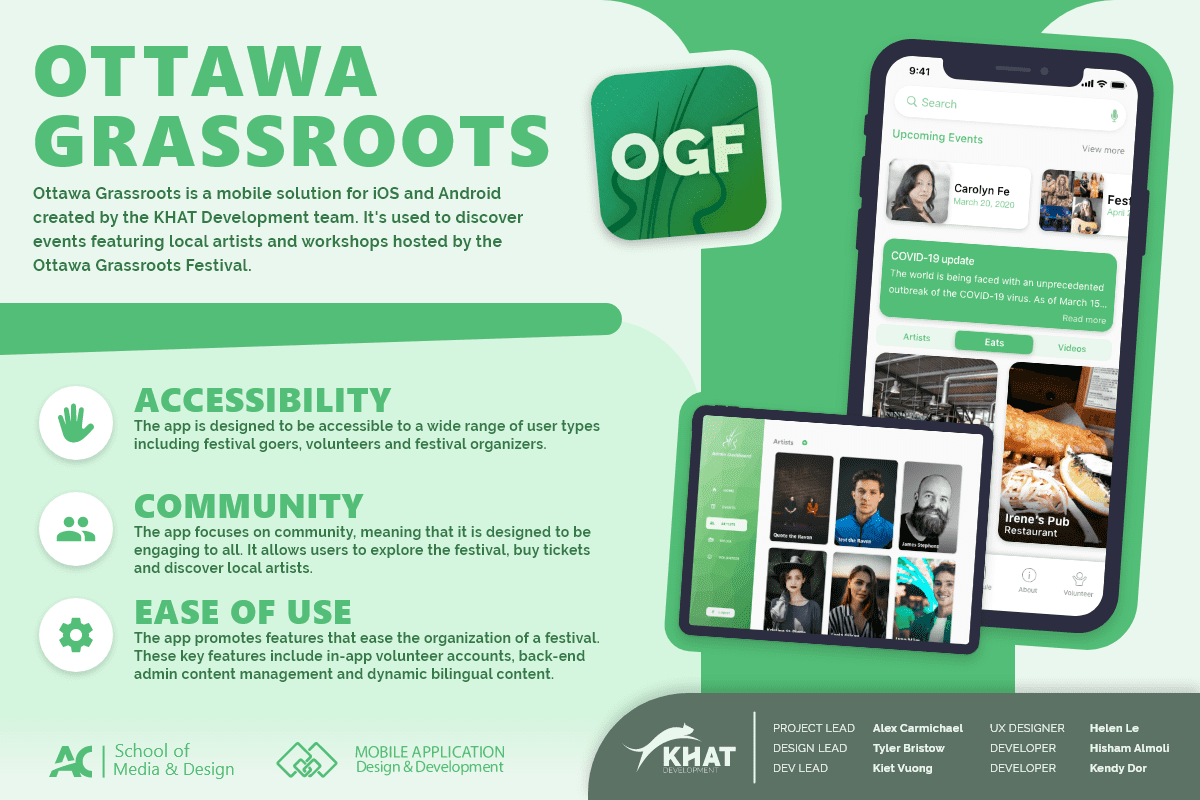 OTTAWA
GRASSROOTS
Ottawa Grassroots is a mobile solution for iOS and Android
created by the KHAT Development team. It's used to discover
events featuring local artists and workshops hosted by the
Ottawa Grassroots Festival.
OGF
9:41
Search
Upcoming Events
View more
Carolyn Fe
March 20, 2020
Fest
April
COVID-19 update
The world is being faced with an unprecedented
outbreak of the COVID-19 virus. As of March 15...
Read more
Artists
Eats
Videos
Irene's Pub
Restaurant
About
Volunteer
Artists
Quote the Raven
Test the Raven
James Stephens
ACCESSIBILITY
The app is designed to be accessible to a wide range of user types
including festival goers, volunteers and festival organizers.
COMMUNITY
The app focuses on community, meaning that it is designed to be
engaging to all. It allows users to explore the festival, buy tickets
and discover local artists.
EASE OF USE
The app promotes features that ease the organization of a festival.
These key features include in-app volunteer accounts, back-end
admin content management and dynamic bilingual content.
AC
School of
Media & Design
MOBILE APPLICATION
Design & Development
KHAT
DEVELOPMENT
PROJECT LEAD Alex Carmichael UX DESIGNER Helen Le
DESIGN LEAD Tyler Bristow DEVELOPER Hisham Almoli
DEV LEAD Kiet Vuong DEVELOPER Kendy Dor